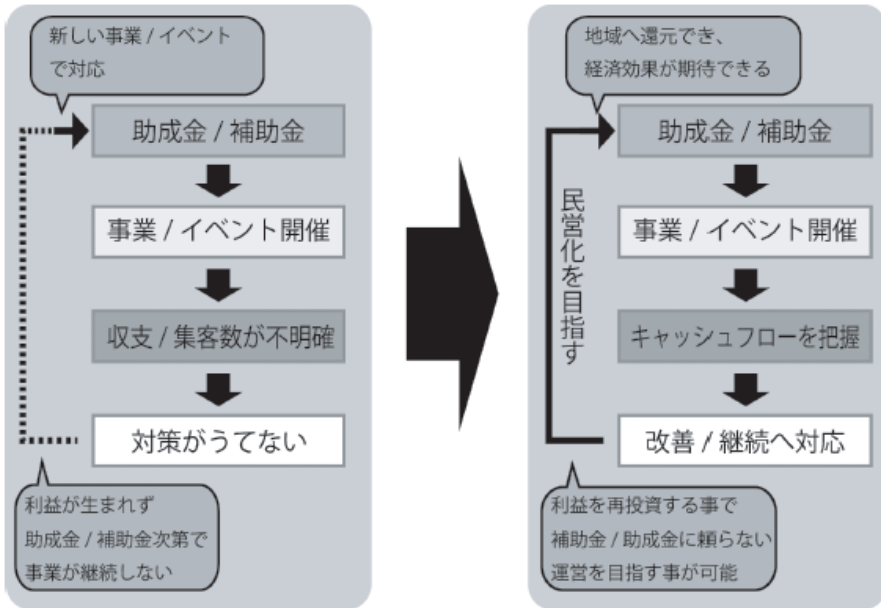 新しい事業 / イベント
で対応
助成金 / 補助金
事業 / イベント開催
収支 / 集客数が不明確
対策がうてない
利益が生まれず
助成金 / 補助金次第で
事業が継続しない
地域へ還元でき、
経済効果が期待できる
助成金 / 補助金
民営化を目指す
事業 / イベント開催
キャッシュフローを把握
改善 / 継続へ対応
利益を再投資する事で
補助金 / 助成金に頼らない
運営を目指す事が可能